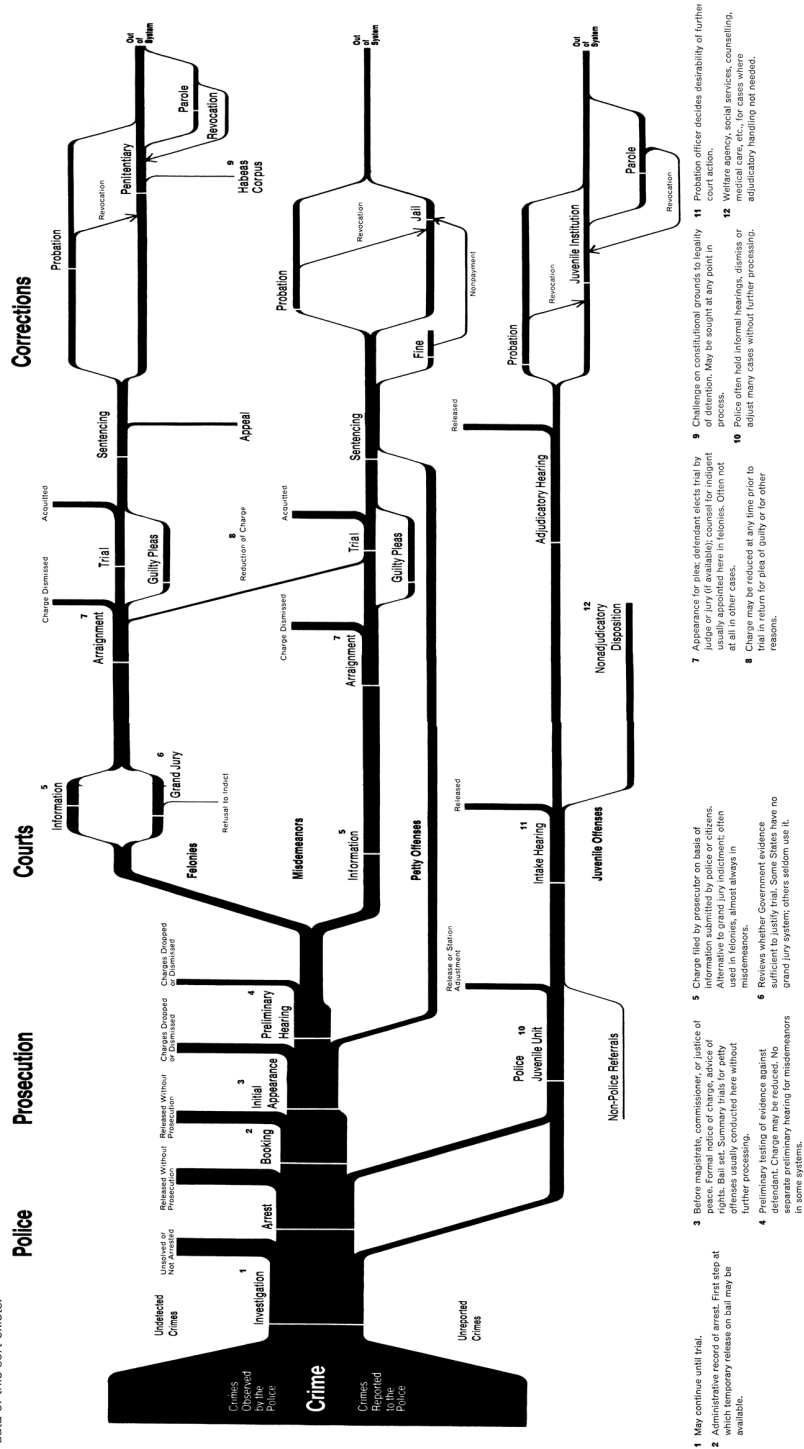 data of this sort exists.
Police
Prosecution
Courts
Corrections
Undetected
Crimes
Unsolved or
Not Arrested
Released Without
Prosecution
Released Without
Prosecution
Charges Dropped
or Dismissed
Charges Dropped
or Dismissed
Crimes
Observed
by the
Police
Crime
Crimes
Reported
to the
Police
Unreported
Crimes
1
Investigation
Arrest
2
Booking
3
Initial
Appearance
4
Preliminary
Hearing
5
Information
6
Grand Jury
Refusal to Indict
Felonies
7
Arraignment
Charge Dismissed
Trial
Acquitted
Guilty Pleas
8
Reduction of Charge
Sentencing
Appeal
Probation
Revocation
Penitentiary
9
Habeas
Corpus
Parole
Revocation
Out
of
System
Misdemeanors
5
Information
7
Arraignment
Charge Dismissed
Trial
Acquitted
Guilty Pleas
Sentencing
Fine
Nonpayment
Probation
Revocation
Jail
Out
of
System
Petty Offenses
Release or Station
Adjustment
10
Police
Juvenile Unit
Non-Police Referrals
Released
11
Intake Hearing
Juvenile Offenses
12
Nonadjudicatory
Disposition
Released
Adjudicatory Hearing
Probation
Revocation
Juvenile Institution
Parole
Revocation
Out
of
System
1 May continue until trial.
2 Administrative record of arrest. First step at
which temporary release on bail may be
available.
3 Before magistrate, commissioner, or justice of
peace. Formal notice of charge, advice of
rights. Bail set. Summary trials for petty
offenses usually conducted here without
further processing.
4 Preliminary testing of evidence against
defendant. Charge may be reduced. No
separate preliminary hearing for misdemeanors
in some systems.
5 Charge filed by prosecutor on basis of
information submitted by police or citizens.
Alternative to grand jury indictment; often
used in felonies, almost always in
misdemeanors.
6 Reviews whether Government evidence
sufficient to justify trial. Some States have no
grand jury system; others seldom use it.
7 Appearance for plea; defendant elects trial by
judge or jury (if available); counsel for indigent
usually appointed here in felonies. Often not
at all in other cases.
8 Charge may be reduced at any time prior to
trial in return for plea of guilty or for other
reasons.
9 Challenge on constitutional grounds to legality
of detention. May be sought at any point in
process.
10 Police often hold informal hearings, dismiss or
adjust many cases without further processing.
11 Probation officer decides desirability of further
court action.
12 Welfare agency, social services, counselling,
medical care, etc., for cases where
adjudicatory handling not needed.